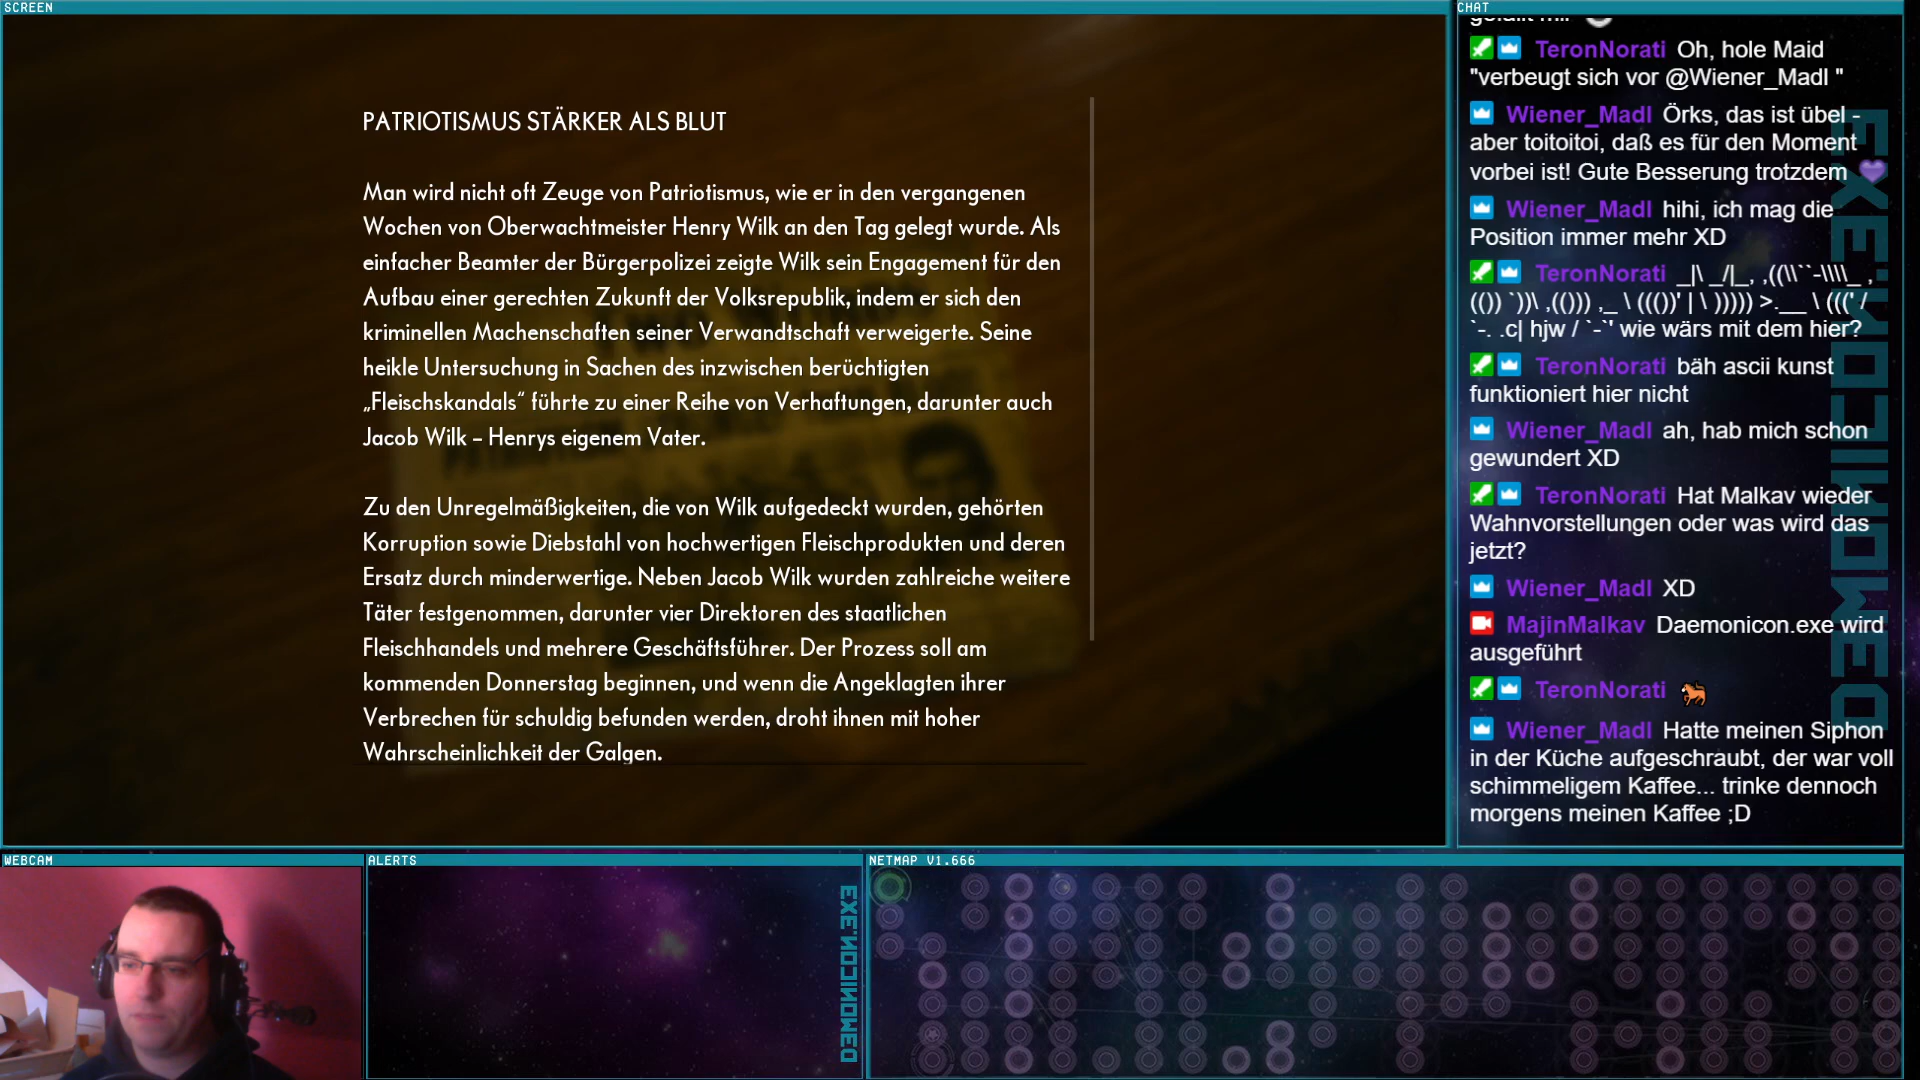 SCREEN
PATRIOTISMUS STÄRKER ALS BLUT
Man wird nicht oft Zeuge von Patriotismus, wie er in den vergangenen
Wochen von Oberwachtmeister Henry Wilk an den Tag gelegt wurde. Als
einfacher Beamter der Bürgerpolizei zeigte Wilk sein Engagement für den
Aufbau einer gerechten Zukunft der Volksrepublik, indem er sich den
kriminellen Machenschaften seiner Verwandtschaft verweigerte. Seine
heikle Untersuchung in Sachen des inzwischen berüchtigten
„Fleischskandals“ führte zu einer Reihe von Verhaftungen, darunter auch
Jacob Wilk – Henrys eigenem Vater.
Zu den Unregelmäßigkeiten, die von Wilk aufgedeckt wurden, gehörten
Korruption sowie Diebstahl von hochwertigen Fleischprodukten und deren
Ersatz durch minderwertige. Neben Jacob Wilk wurden zahlreiche weitere
Täter festgenommen, darunter vier Direktoren des staatlichen
Fleischhandels und mehrere Geschäftsführer. Der Prozess soll am
kommenden Donnerstag beginnen, und wenn die Angeklagten ihrer
Verbrechen für schuldig befunden werden, droht ihnen mit hoher
Wahrscheinlichkeit der Galgen.
CHAT
TeronNorati Oh, hole Maid
"verbeugt sich vor @Wiener_Madl "
Wiener_Madl Örks, das ist übel -
aber toitoitoi, daß es für den Moment
vorbei ist! Gute Besserung trotzdem
Wiener_Madl hihi, ich mag die
Position immer mehr XD
TeronNorati _|\ _/|_, ,((\\``-\\\\_ ,
(()) `))\ ,(())) ,_ \ ((())' | \ ))))) >.__ \ (((' /
`-. .c| hjw / `-`' wie wärs mit dem hier?
TeronNorati bäh ascii kunst
funktioniert hier nicht
Wiener_Madl ah, hab mich schon
gewundert XD
TeronNorati Hat Malkav wieder
Wahnvorstellungen oder was wird das
jetzt?
Wiener_Madl XD
MajinMalkav Daemonicon.exe wird
ausgeführt
TeronNorati
Wiener_Madl Hatte meinen Siphon
in der Küche aufgeschraubt, der war voll
schimmeligem Kaffee... trinke dennoch
morgens meinen Kaffee ;D
WEBCAM
ALERTS
NETMAP V1.666